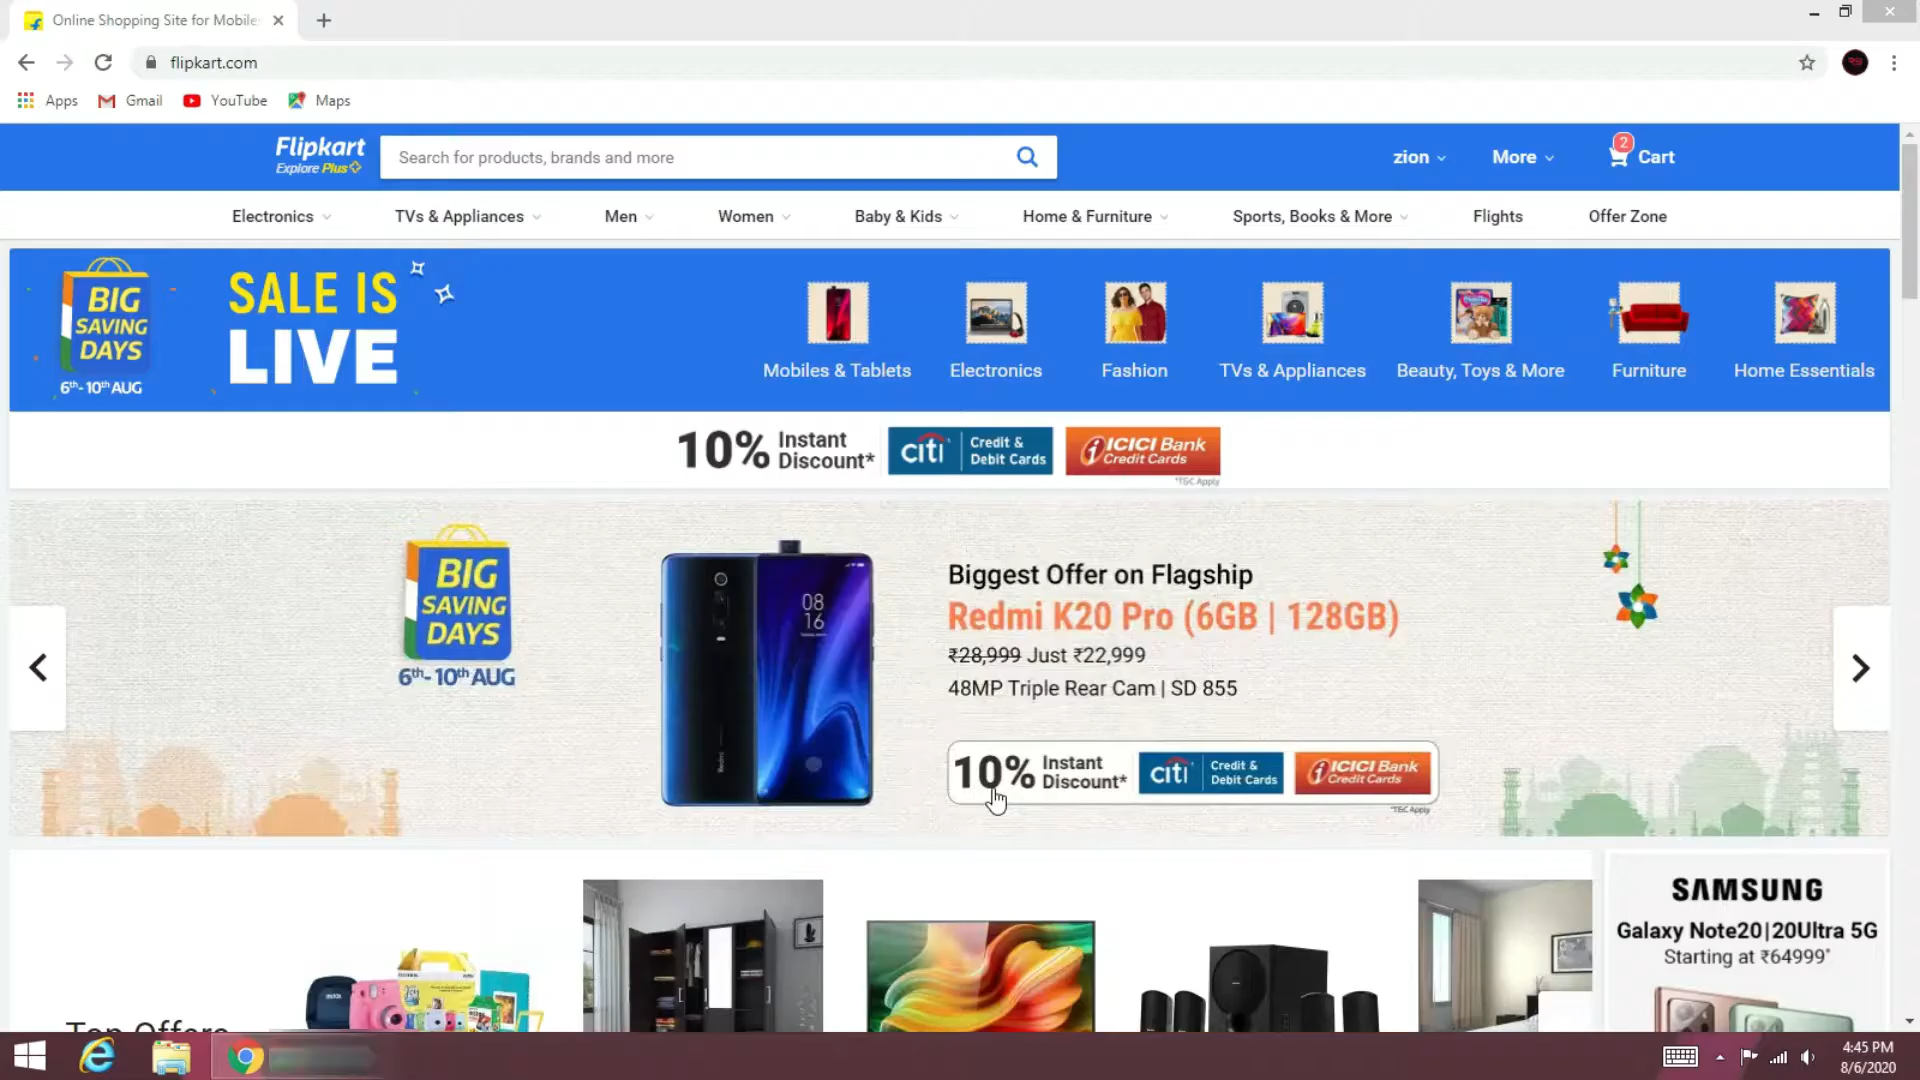 Online Shopping Site for Mobile
flipkart.com
Apps Gmail YouTube Maps
Flipkart
Explore Plus
Search for products, brands and more
zion More 2 Cart
Electronics TVs & Appliances Men Women Baby & Kids Home & Furniture Sports, Books & More Flights Offer Zone
BIG
SAVING
DAYS
6th-10th AUG
SALE IS
LIVE
Mobiles & Tablets Electronics Fashion TVs & Appliances Beauty, Toys & More Furniture Home Essentials
10% Instant
Discount*
citi Credit &
Debit Cards
ICICI Bank
Credit Cards
*T&C Apply
BIG
SAVING
DAYS
6th-10th AUG
08
16
Redmi
Biggest Offer on Flagship
Redmi K20 Pro (6GB | 128GB)
₹28,999 Just ₹22,999
48MP Triple Rear Cam | SD 855
10% Instant
Discount*
citi Credit &
Debit Cards
ICICI Bank
Credit Cards
*T&C Apply
SAMSUNG
Galaxy Note20|20Ultra 5G
Starting at ₹64999*
Top Offers
4:45 PM
8/6/2020